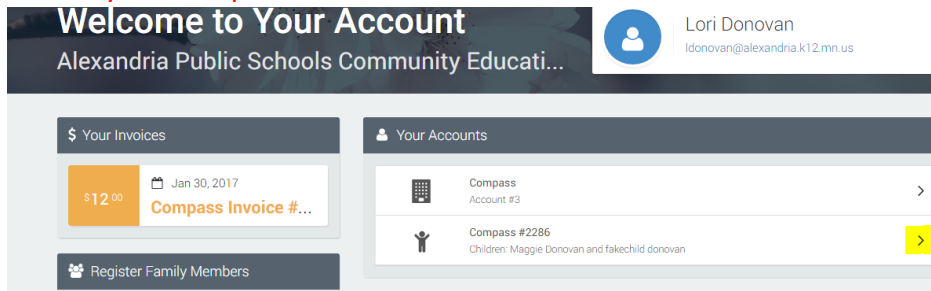 Welcome to Your Account
Alexandria Public Schools Community Educati...
Lori Donovan
ldonovan@alexandria.k12.mn.us
$ Your Invoices
$12 00
Jan 30, 2017
Compass Invoice #...
Register Family Members
Your Accounts
Compass
Account #3
Compass #2286
Children: Maggie Donovan and fakechild donovan